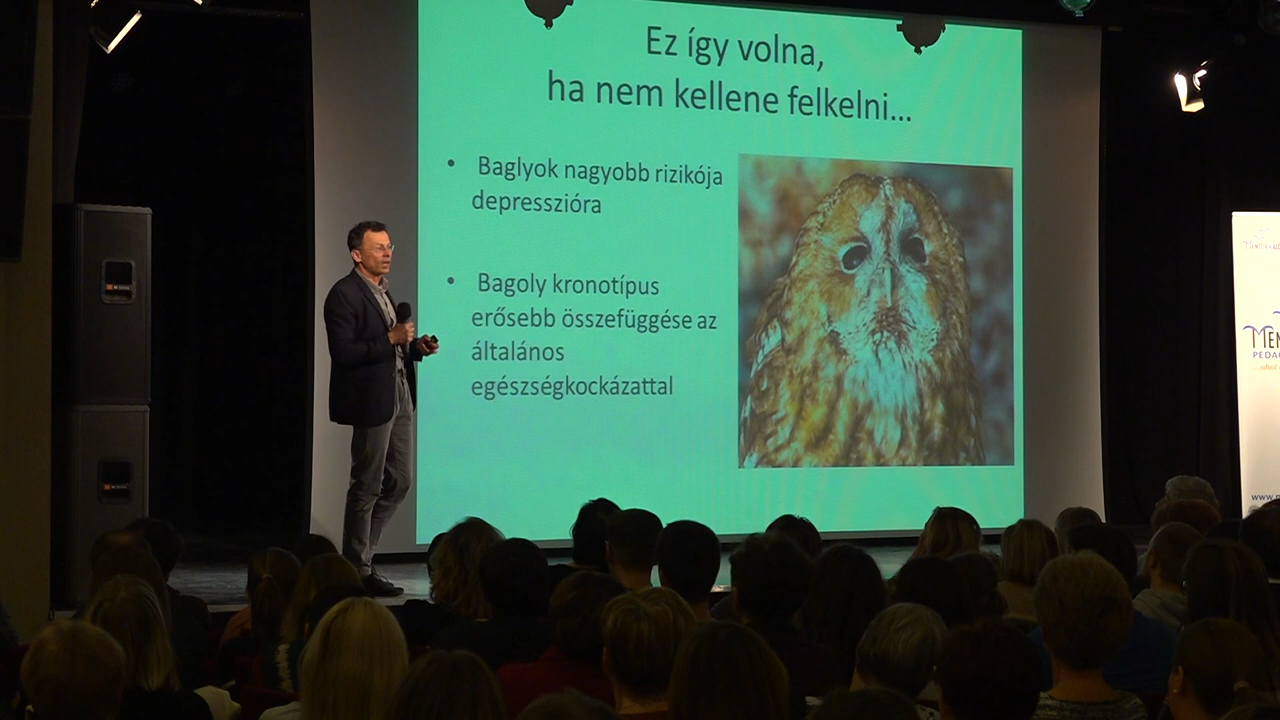 Ez így volna,
ha nem kellene felkelni...
• Baglyok nagyobb rizikója
depresszióra
• Bagoly kronotípus
erősebb összefüggése az
általános
egészségkockázattal